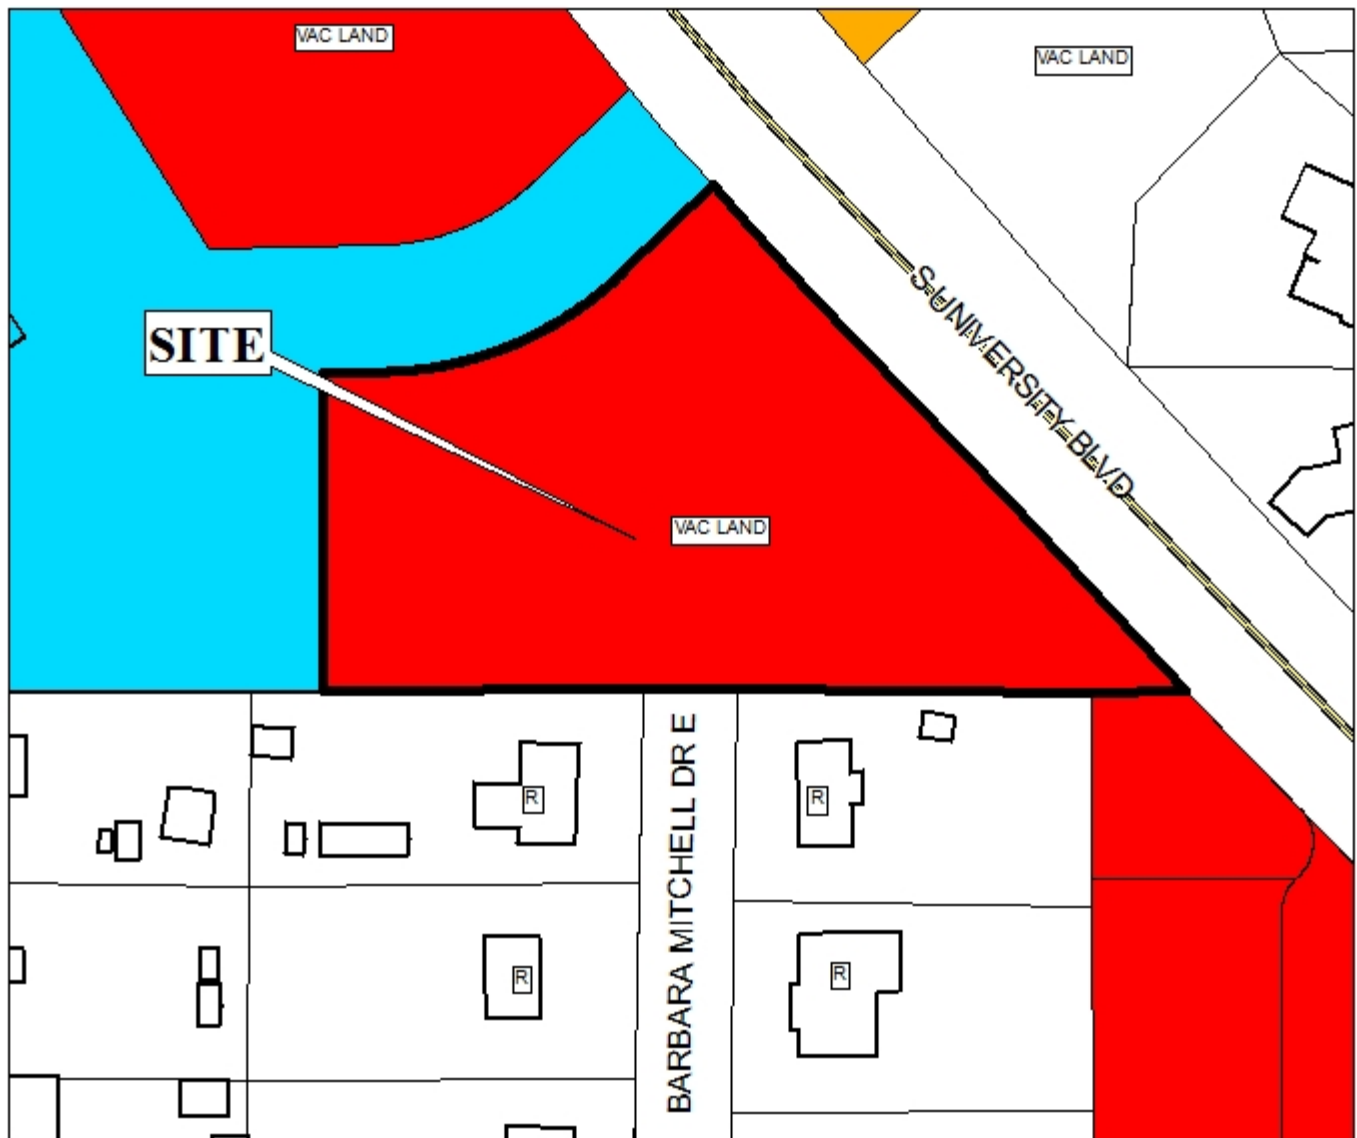 VAC LAND
VAC LAND
SITE
S UNIVERSITY BLVD
VAC LAND
BARBARA MITCHELL DR E
R
R
R
R